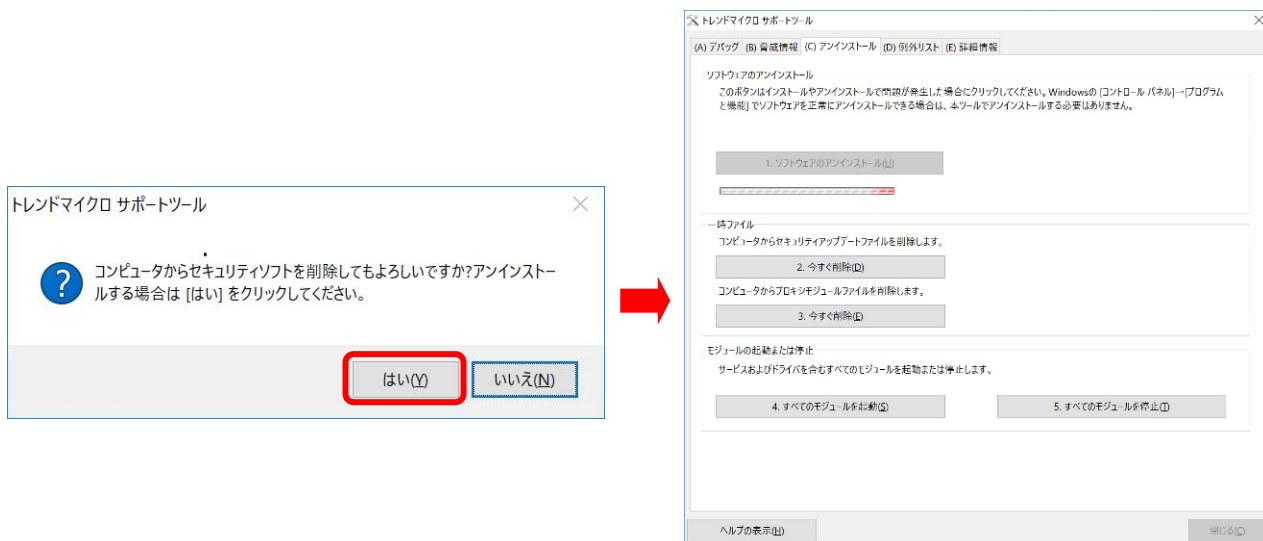 トレンドマイクロ サポートツール
コンピュータからセキュリティソフトを削除してもよろしいですか?アンインストー
ルする場合は [はい] をクリックしてください。
はい(Y)
いいえ(N)
トレンドマイクロ サポートツール
(A) デバッグ (B) 脅威情報 (C) アンインストール (D) 例外リスト (E) 詳細情報
ソフトウェアのアンインストール
このボタンはインストールやアンインストールで問題が発生した場合にクリックしてください。Windowsの [コントロール パネル]→[プログラム
と機能] でソフトウェアを正常にアンインストールできる場合は、本ツールでアンインストールする必要はありません。
1. ソフトウェアのアンインストール(U)
一時ファイル
コンピュータからセキュリティアップデートファイルを削除します。
2. 今すぐ削除(D)
コンピュータからプロキシモジュールファイルを削除します。
3. 今すぐ削除(E)
モジュールの起動または停止
サービスおよびドライバを含むすべてのモジュールを起動または停止します。
4. すべてのモジュールを起動(S)
5. すべてのモジュールを停止(T)
ヘルプの表示(H)
閉じる(C)